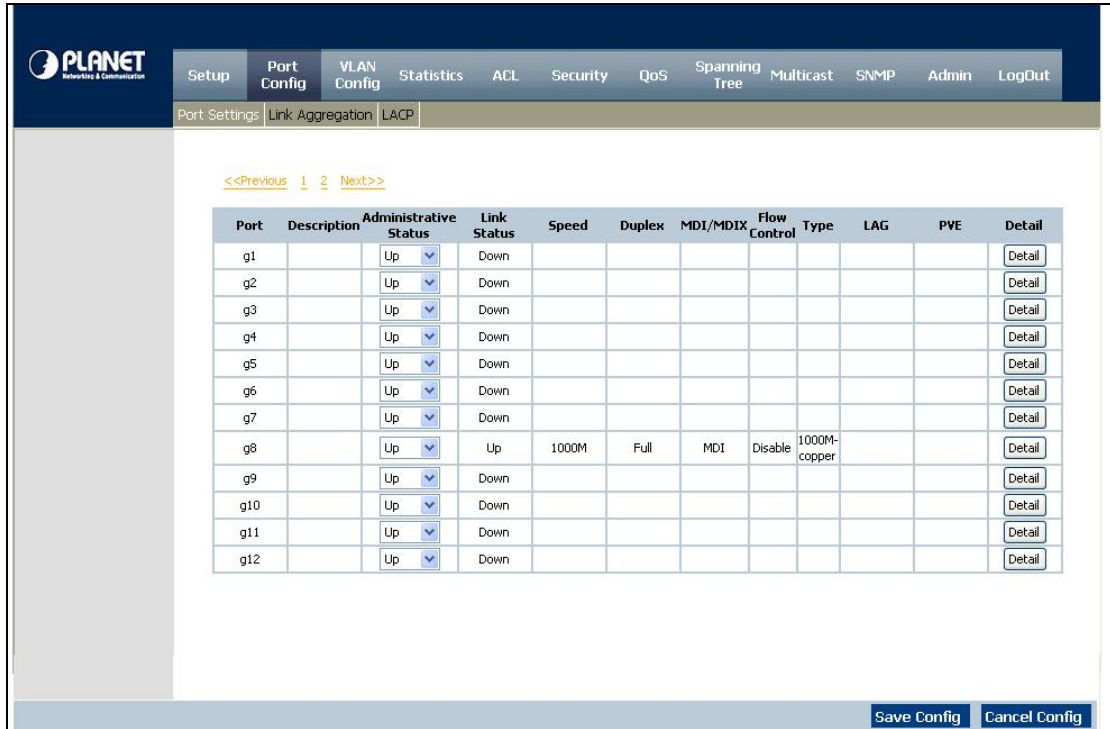 PLANET
Networking & Communication
Setup Port Config VLAN Config Statistics ACL Security QoS Spanning Tree Multicast SNMP Admin LogOut
Port Settings Link Aggregation LACP
<<Previous 1 2 Next>>
Port Description Administrative Status Link Status Speed Duplex MDI/MDIX Flow Control Type LAG PVE Detail
g1 Up Down Detail
g2 Up Down Detail
g3 Up Down Detail
g4 Up Down Detail
g5 Up Down Detail
g6 Up Down Detail
g7 Up Down Detail
g8 Up Up 1000M Full MDI Disable 1000M-copper Detail
g9 Up Down Detail
g10 Up Down Detail
g11 Up Down Detail
g12 Up Down Detail
Save Config Cancel Config